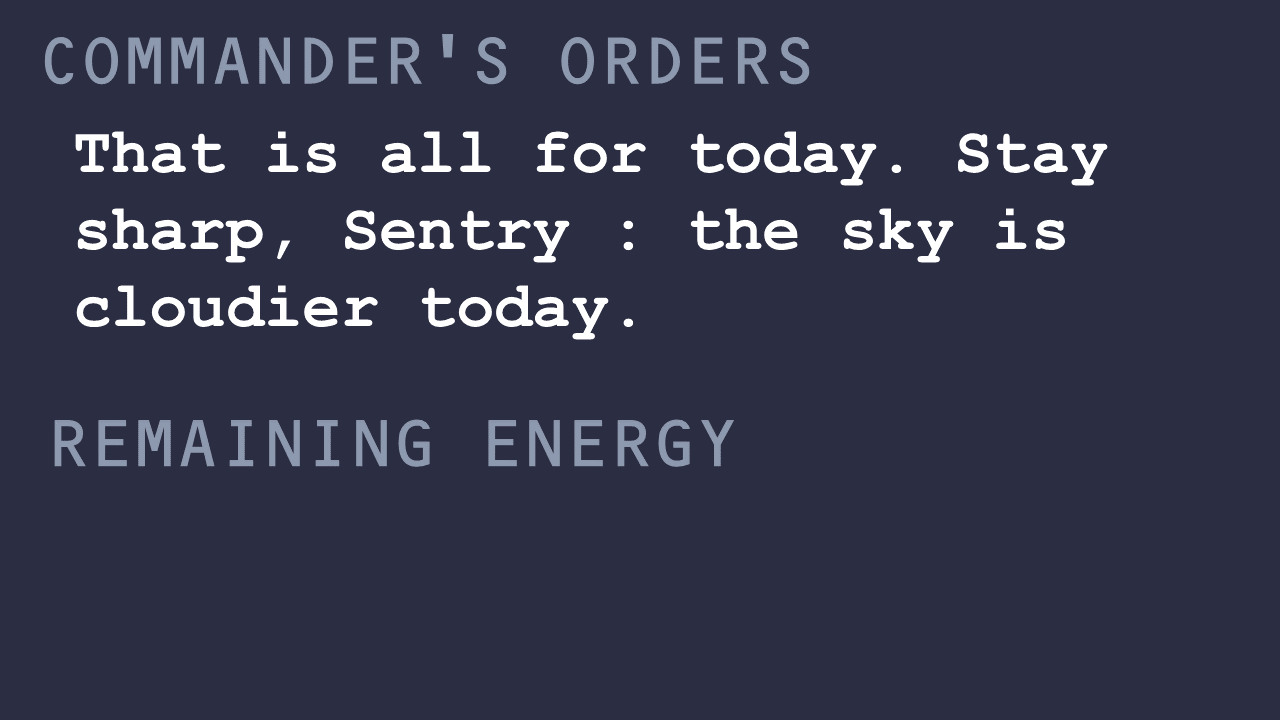 COMMANDER'S ORDERS
That is all for today. Stay
sharp, Sentry : the sky is
cloudier today.
REMAINING ENERGY